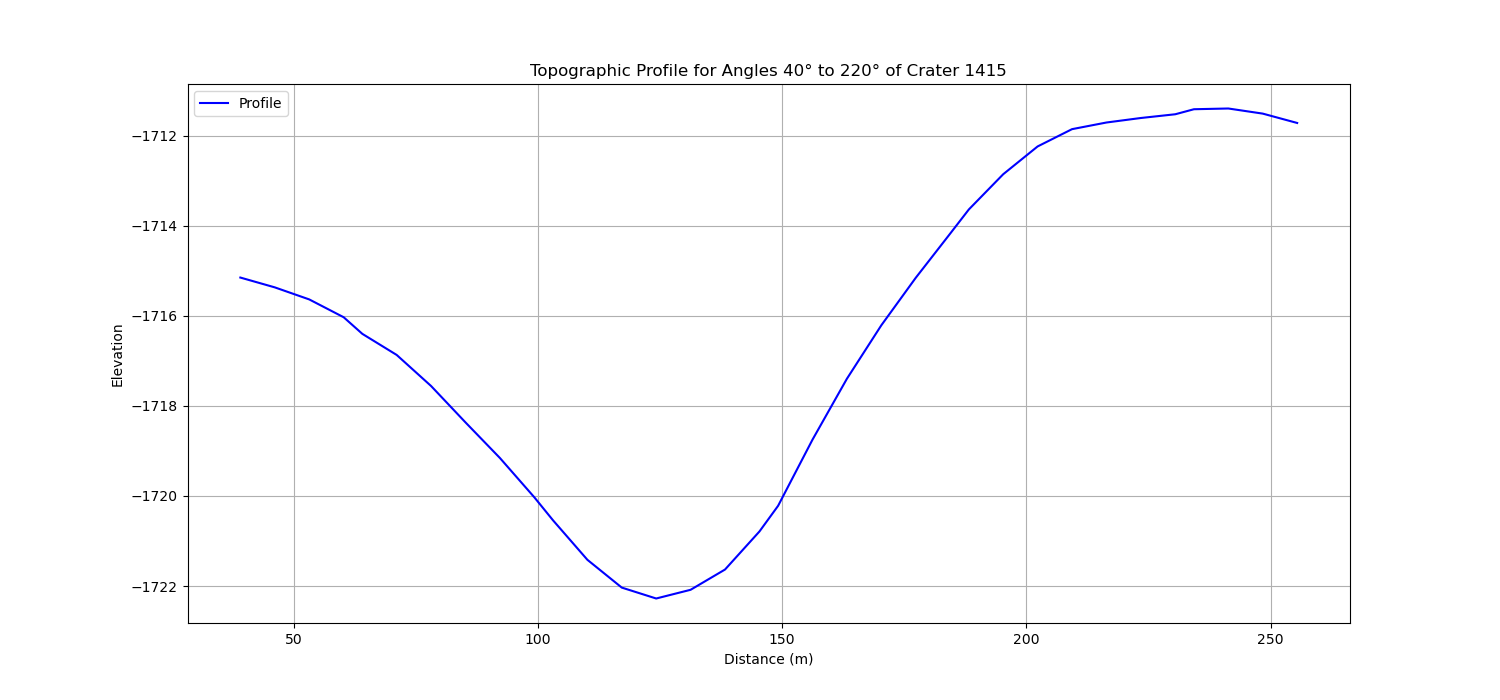 Topographic Profile for Angles 40° to 220° of Crater 1415
Profile
−1712
−1714
−1716
−1718
−1720
−1722
Elevation
50 100 150 200 250
Distance (m)